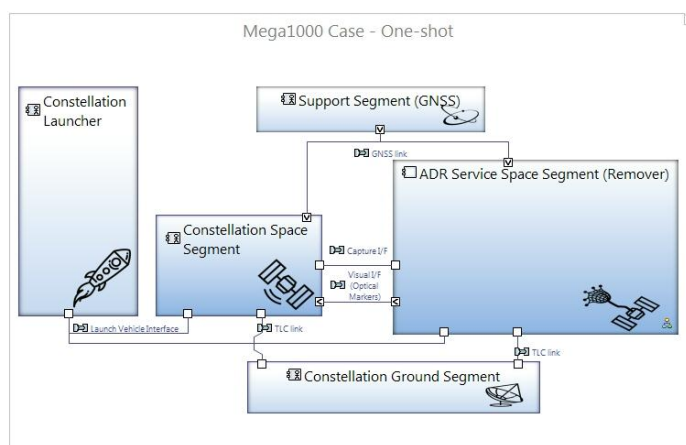 Mega1000 Case - One-shot
Constellation
Launcher
Support Segment (GNSS)
GNSS link
ADR Service Space Segment (Remover)
Constellation Space
Segment
Capture I/F
Visual I/F
(Optical
Markers)
Launch Vehicle Interface
TLC link
TLC link
Constellation Ground Segment